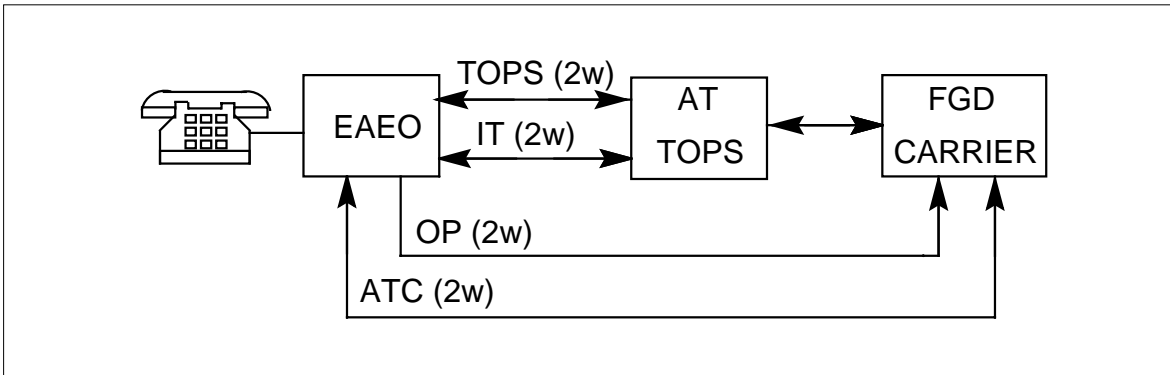 TOPS (2w)
EAEO
IT (2w)
AT
TOPS
FGD
CARRIER
OP (2w)
ATC (2w)